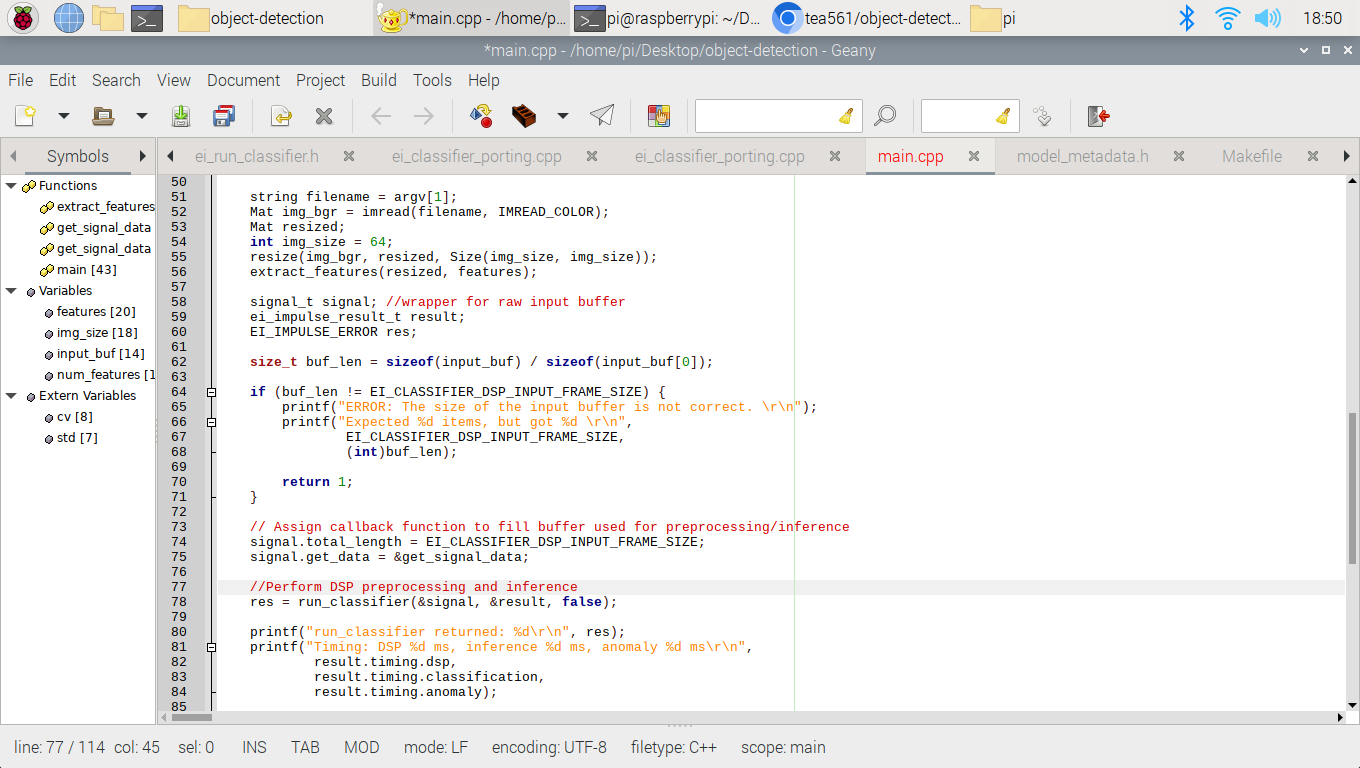 object-detection
*main.cpp - /home/p...
pi@raspberrypi: ~/D...
tea561/object-detect...
pi
18:50
*main.cpp - /home/pi/Desktop/object-detection - Geany
File Edit Search View Document Project Build Tools Help
Symbols
ei_run_classifier.h
ei_classifier_porting.cpp
ei_classifier_porting.cpp
main.cpp
model_metadata.h
Makefile
Functions
extract_features
get_signal_data
get_signal_data
main [43]
Variables
features [20]
img_size [18]
input_buf [14]
num_features [1
Extern Variables
cv [8]
std [7]
50
51 string filename = argv[1];
52 Mat img_bgr = imread(filename, IMREAD_COLOR);
53 Mat resized;
54 int img_size = 64;
55 resize(img_bgr, resized, Size(img_size, img_size));
56 extract_features(resized, features);
57
58 signal_t signal; //wrapper for raw input buffer
59 ei_impulse_result_t result;
60 EI_IMPULSE_ERROR res;
61
62 size_t buf_len = sizeof(input_buf) / sizeof(input_buf[0]);
63
64 if (buf_len != EI_CLASSIFIER_DSP_INPUT_FRAME_SIZE) {
65 printf("ERROR: The size of the input buffer is not correct. \r\n");
66 printf("Expected %d items, but got %d \r\n",
67 EI_CLASSIFIER_DSP_INPUT_FRAME_SIZE,
68 (int)buf_len);
69
70 return 1;
71 }
72
73 // Assign callback function to fill buffer used for preprocessing/inference
74 signal.total_length = EI_CLASSIFIER_DSP_INPUT_FRAME_SIZE;
75 signal.get_data = &get_signal_data;
76
77 //Perform DSP preprocessing and inference
78 res = run_classifier(&signal, &result, false);
79
80 printf("run_classifier returned: %d\r\n", res);
81 printf("Timing: DSP %d ms, inference %d ms, anomaly %d ms\r\n",
82 result.timing.dsp,
83 result.timing.classification,
84 result.timing.anomaly);
85
line: 77 / 114 col: 45 sel: 0 INS TAB MOD mode: LF encoding: UTF-8 filetype: C++ scope: main